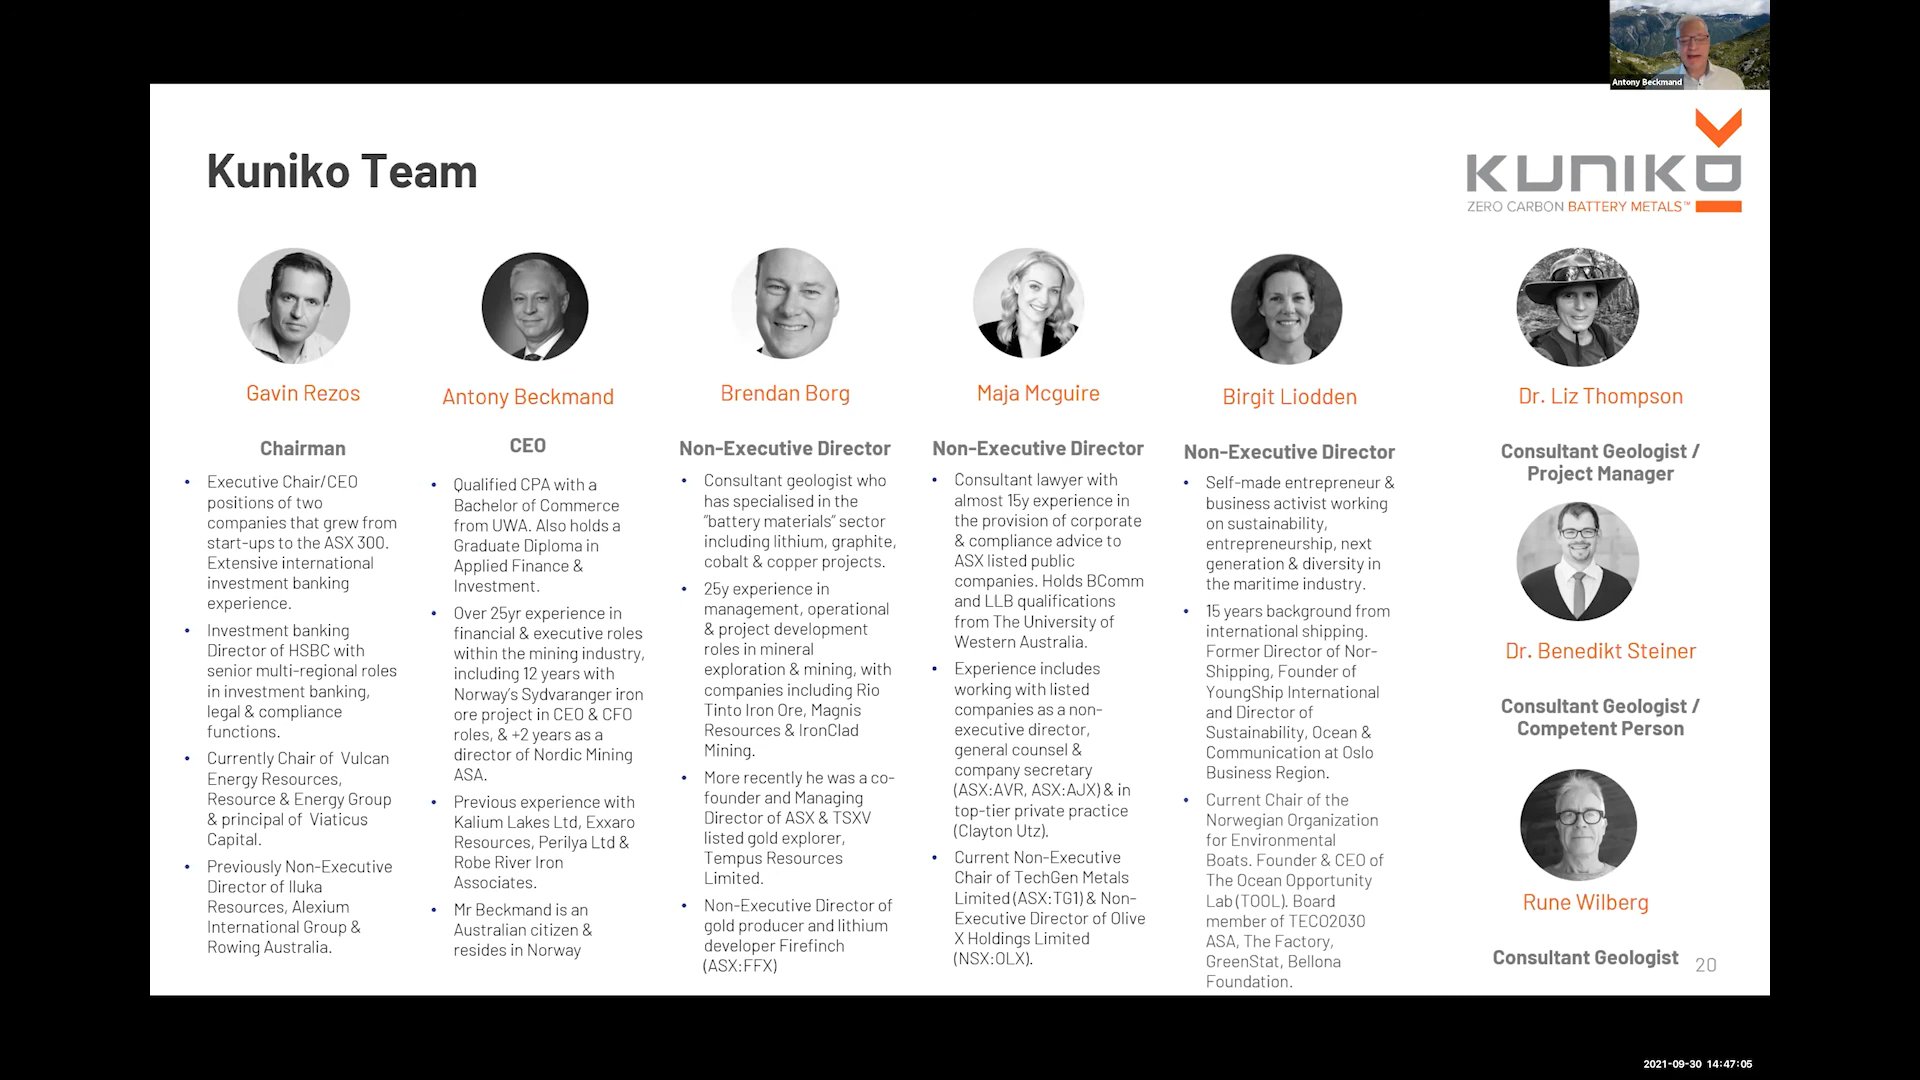 Antony Beckmand
Kuniko Team
KUNIKO
ZERO CARBON BATTERY METALS™
Gavin Rezos
Chairman
• Executive Chair/CEO
positions of two
companies that grew from
start-ups to the ASX 300.
Extensive international
investment banking
experience.
• Investment banking
Director of HSBC with
senior multi-regional roles
in investment banking,
legal & compliance
functions.
• Currently Chair of Vulcan
Energy Resources,
Resource & Energy Group
& principal of Viaticus
Capital.
• Previously Non-Executive
Director of Iluka
Resources, Alexium
International Group &
Rowing Australia.
Antony Beckmand
CEO
• Qualified CPA with a
Bachelor of Commerce
from UWA. Also holds a
Graduate Diploma in
Applied Finance &
Investment.
• Over 25yr experience in
financial & executive roles
within the mining industry,
including 12 years with
Norway's Sydvaranger iron
ore project in CEO & CFO
roles, & +2 years as a
director of Nordic Mining
ASA.
• Previous experience with
Kalium Lakes Ltd, Exxaro
Resources, Perilya Ltd &
Robe River Iron
Associates.
• Mr Beckmand is an
Australian citizen &
resides in Norway
Brendan Borg
Non-Executive Director
• Consultant geologist who
has specialised in the
"battery materials" sector
including lithium, graphite,
cobalt & copper projects.
• 25y experience in
management, operational
& project development
roles in mineral
exploration & mining, with
companies including Rio
Tinto Iron Ore, Magnis
Resources & IronClad
Mining.
• More recently he was a co-
founder and Managing
Director of ASX & TSXV
listed gold explorer,
Tempus Resources
Limited.
• Non-Executive Director of
gold producer and lithium
developer Firefinch
(ASX:FFX)
Maja Mcguire
Non-Executive Director
• Consultant lawyer with
almost 15y experience in
the provision of corporate
& compliance advice to
ASX listed public
companies. Holds BComm
and LLB qualifications
from The University of
Western Australia.
• Experience includes
working with listed
companies as a non-
executive director,
general counsel &
company secretary
(ASX:AVR, ASX:AJX) & in
top-tier private practice
(Clayton Utz).
• Current Non-Executive
Chair of TechGen Metals
Limited (ASX:TG1) & Non-
Executive Director of Olive
X Holdings Limited
(NSX:OLX).
Birgit Liodden
Non-Executive Director
• Self-made entrepreneur &
business activist working
on sustainability,
entrepreneurship, next
generation & diversity in
the maritime industry.
• 15 years background from
international shipping.
Former Director of Nor-
Shipping, Founder of
YoungShip International
and Director of
Sustainability, Ocean &
Communication at Oslo
Business Region.
• Current Chair of the
Norwegian Organization
for Environmental
Boats. Founder & CEO of
The Ocean Opportunity
Lab (TOOL). Board
member of TECO2030
ASA, The Factory,
GreenStat, Bellona
Foundation.
Dr. Liz Thompson
Consultant Geologist /
Project Manager
Dr. Benedikt Steiner
Consultant Geologist /
Competent Person
Rune Wilberg
Consultant Geologist
20
2021-09-30 14:47:05